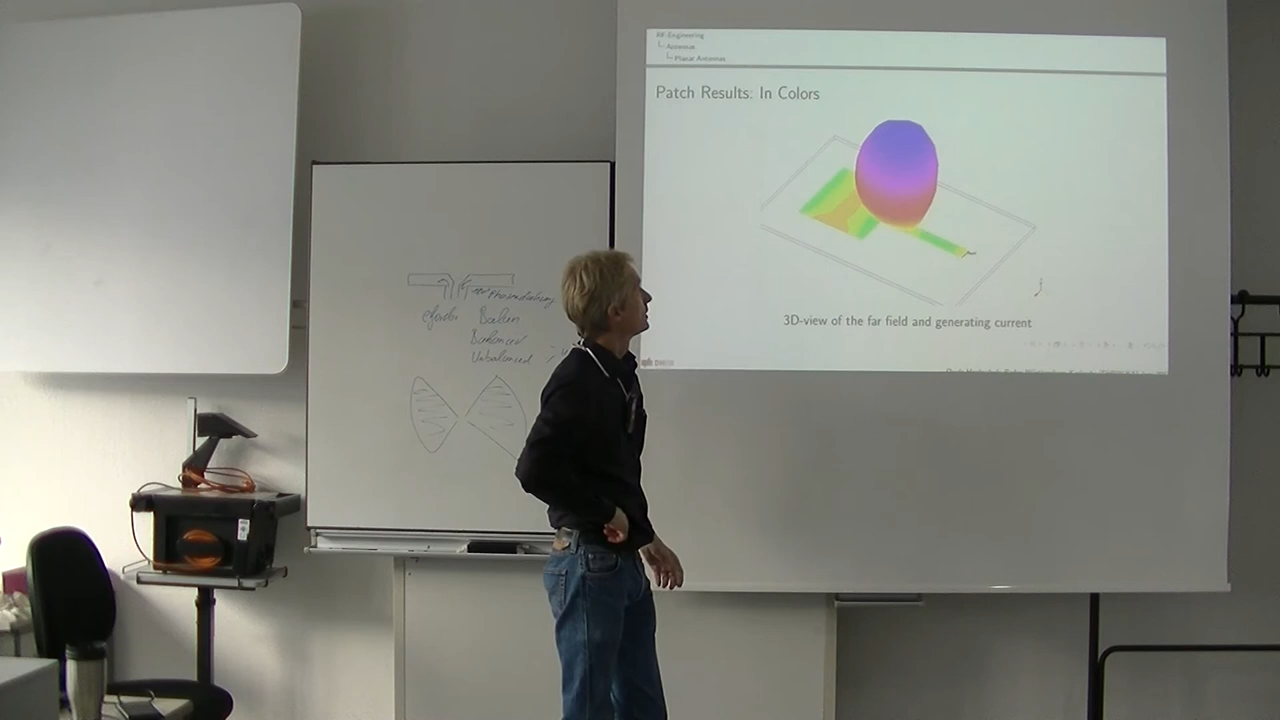 RF-Engineering
Antennas
Planar Antennas
Patch Results: In Colors
3D-view of the far field and generating current
Balun
Balanced
Unbalanced